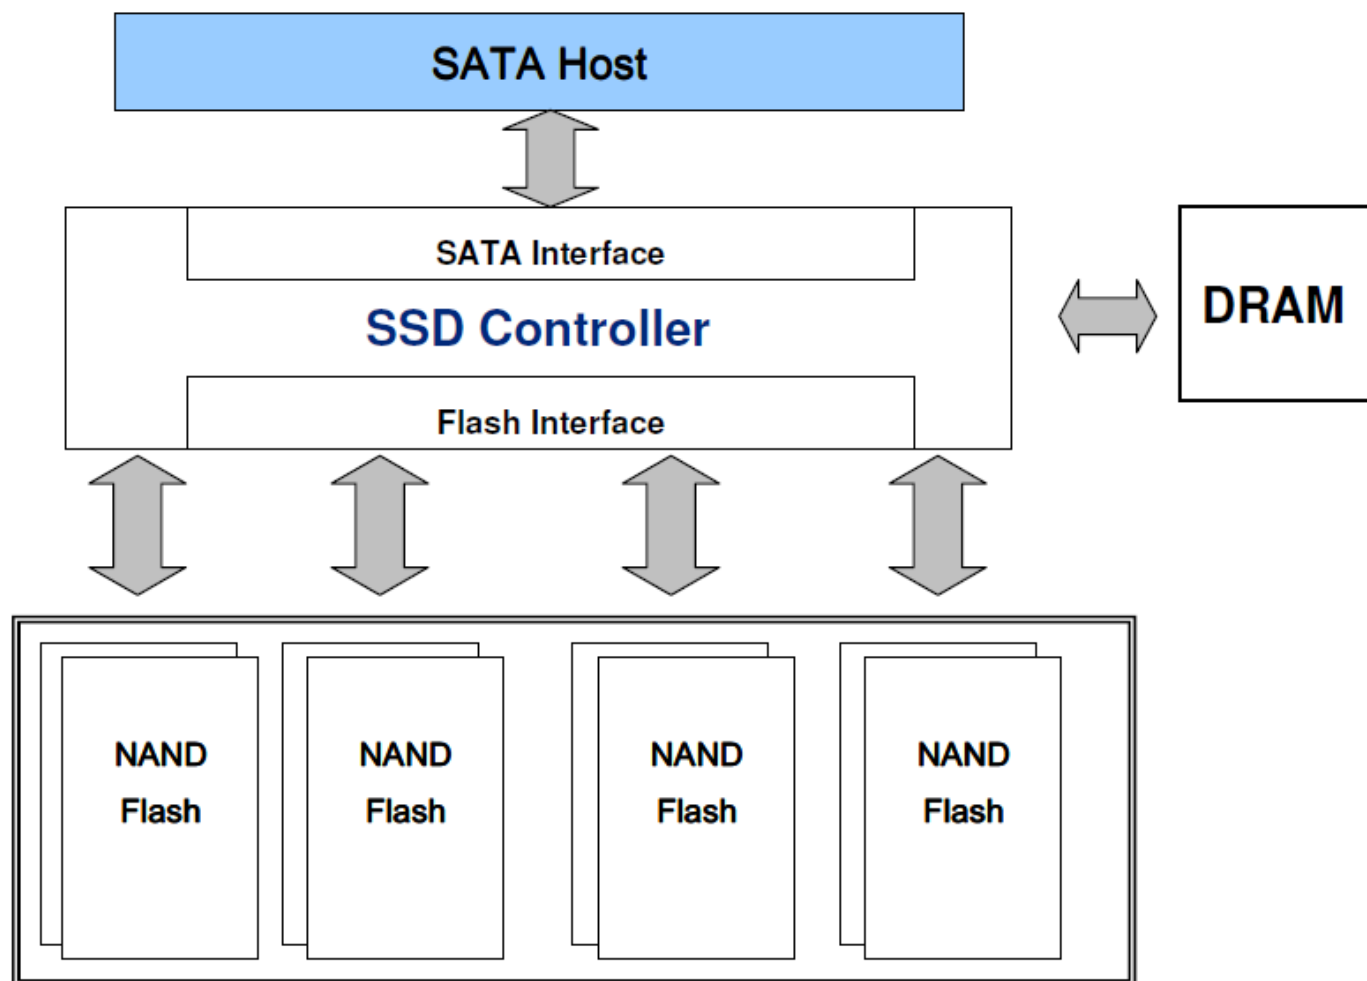 SATA Host
SATA Interface
SSD Controller
DRAM
Flash Interface
NAND
Flash
NAND
Flash
NAND
Flash
NAND
Flash